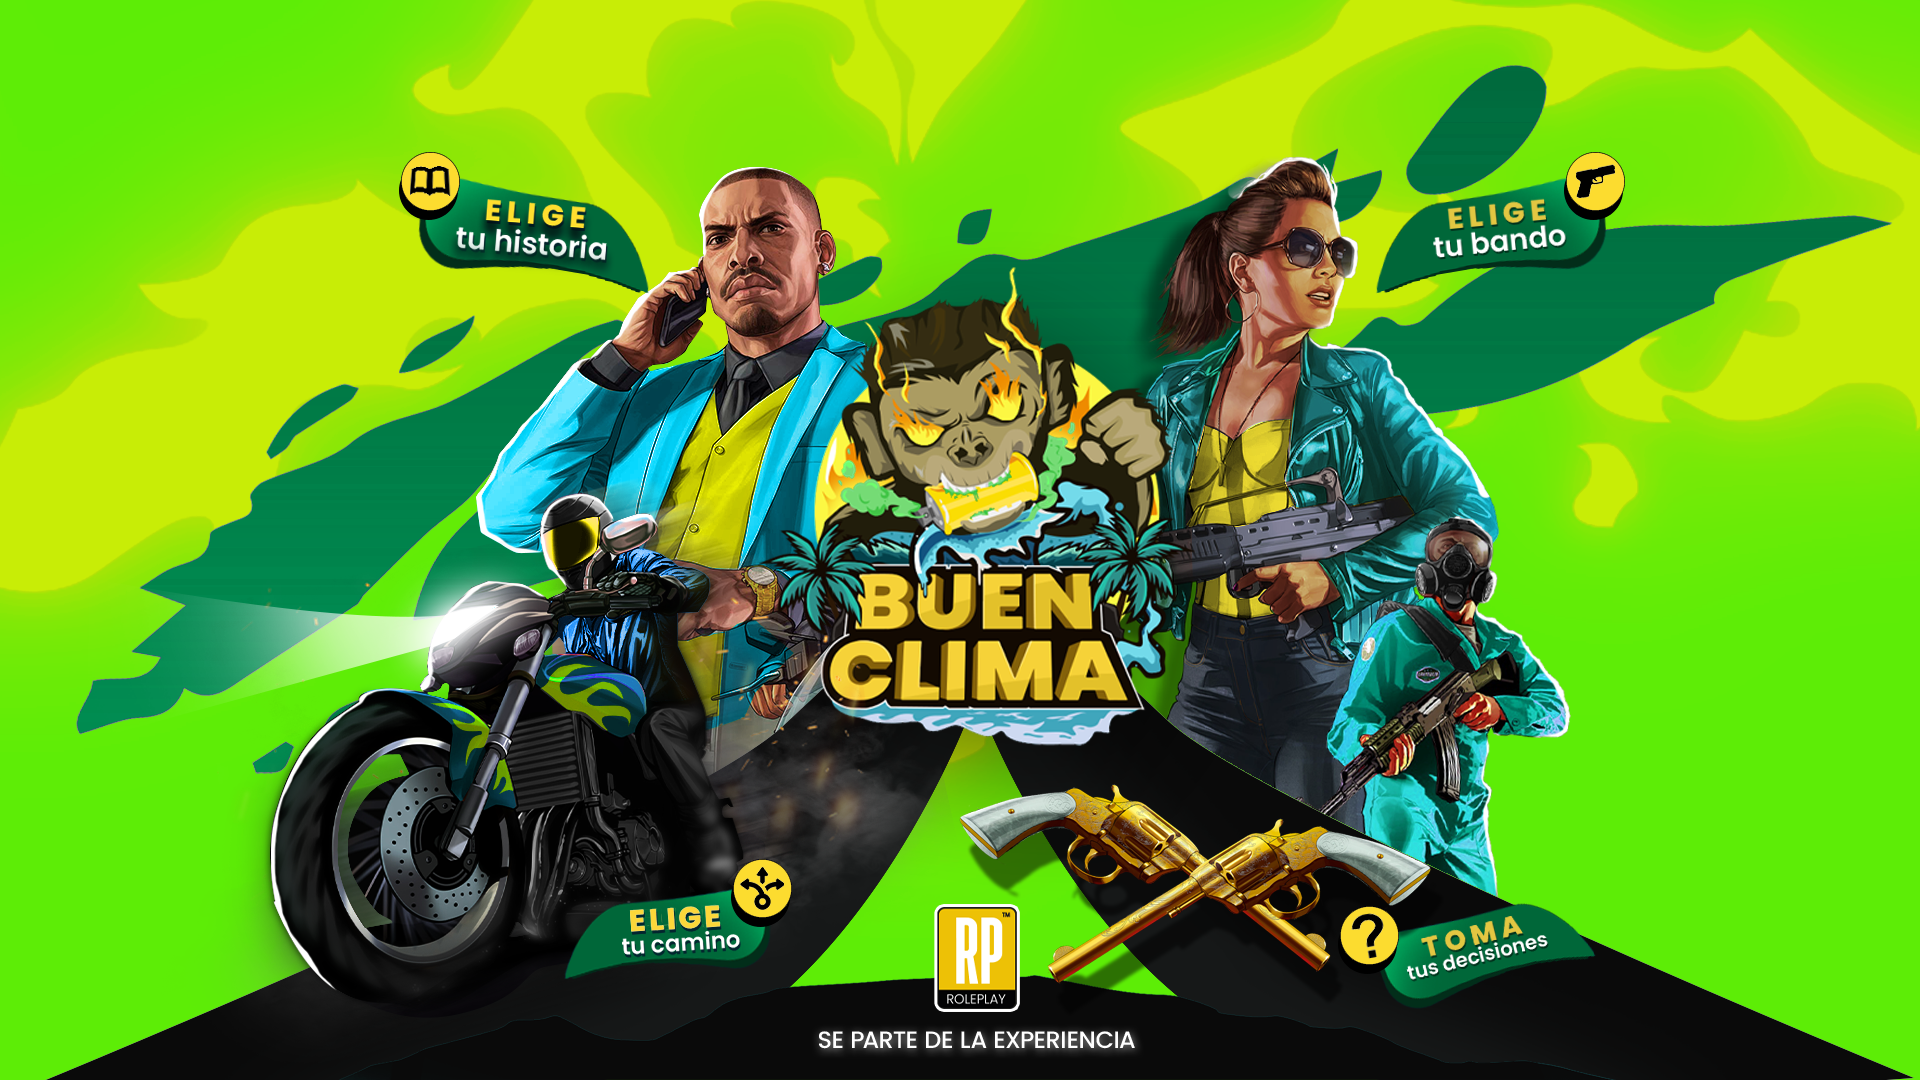 ELIGE
tu historia
ELIGE
tu bando
BUEN
CLIMA
ELIGE
tu camino
TOMA
tus decisiones
RP™
ROLEPLAY
SE PARTE DE LA EXPERIENCIA